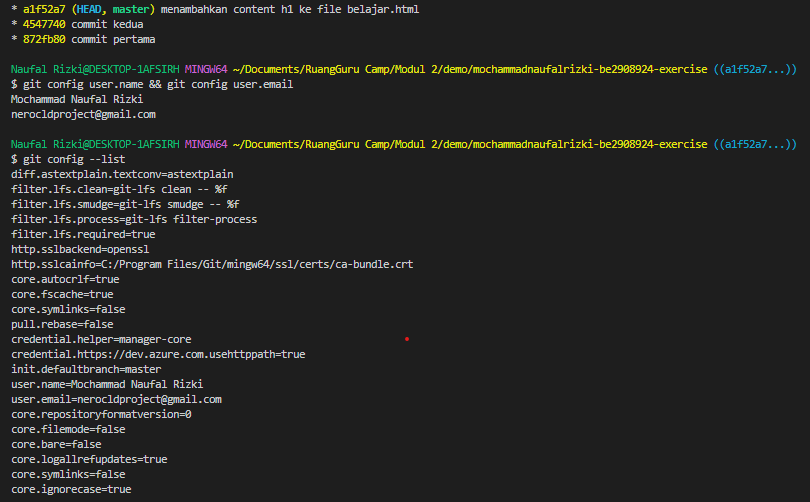 * a1f52a7 (HEAD, master) menambahkan content h1 ke file belajar.html
* 4547740 commit kedua
* 872fb80 commit pertama
Naufal Rizki@DESKTOP-1AFSIRH MINGW64 ~/Documents/RuangGuru Camp/Modul 2/demo/mochammadnaufalrizki-be2908924-exercise ((a1f52a7...))
$ git config user.name && git config user.email
Mochammad Naufal Rizki
nerocldproject@gmail.com
Naufal Rizki@DESKTOP-1AFSIRH MINGW64 ~/Documents/RuangGuru Camp/Modul 2/demo/mochammadnaufalrizki-be2908924-exercise ((a1f52a7...))
$ git config --list
diff.astextplain.textconv=astextplain
filter.lfs.clean=git-lfs clean -- %f
filter.lfs.smudge=git-lfs smudge -- %f
filter.lfs.process=git-lfs filter-process
filter.lfs.required=true
http.sslbackend=openssl
http.sslcainfo=C:/Program Files/Git/mingw64/ssl/certs/ca-bundle.crt
core.autocrlf=true
core.fscache=true
core.symlinks=false
pull.rebase=false
credential.helper=manager-core
credential.https://dev.azure.com.usehttppath=true
init.defaultbranch=master
user.name=Mochammad Naufal Rizki
user.email=nerocldproject@gmail.com
core.repositoryformatversion=0
core.filemode=false
core.bare=false
core.logallrefupdates=true
core.symlinks=false
core.ignorecase=true